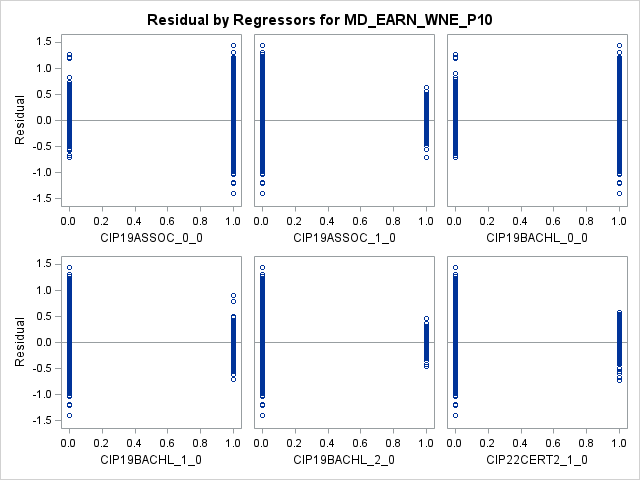 Residual by Regressors for MD_EARN_WNE_P10
Residual
1.5
1.0
0.5
0.0
-0.5
-1.0
-1.5
0.0 0.2 0.4 0.6 0.8 1.0
CIP19ASSOC_0_0
0.0 0.2 0.4 0.6 0.8 1.0
CIP19ASSOC_1_0
0.0 0.2 0.4 0.6 0.8 1.0
CIP19BACHL_0_0
Residual
1.5
1.0
0.5
0.0
-0.5
-1.0
-1.5
0.0 0.2 0.4 0.6 0.8 1.0
CIP19BACHL_1_0
0.0 0.2 0.4 0.6 0.8 1.0
CIP19BACHL_2_0
0.0 0.2 0.4 0.6 0.8 1.0
CIP22CERT2_1_0